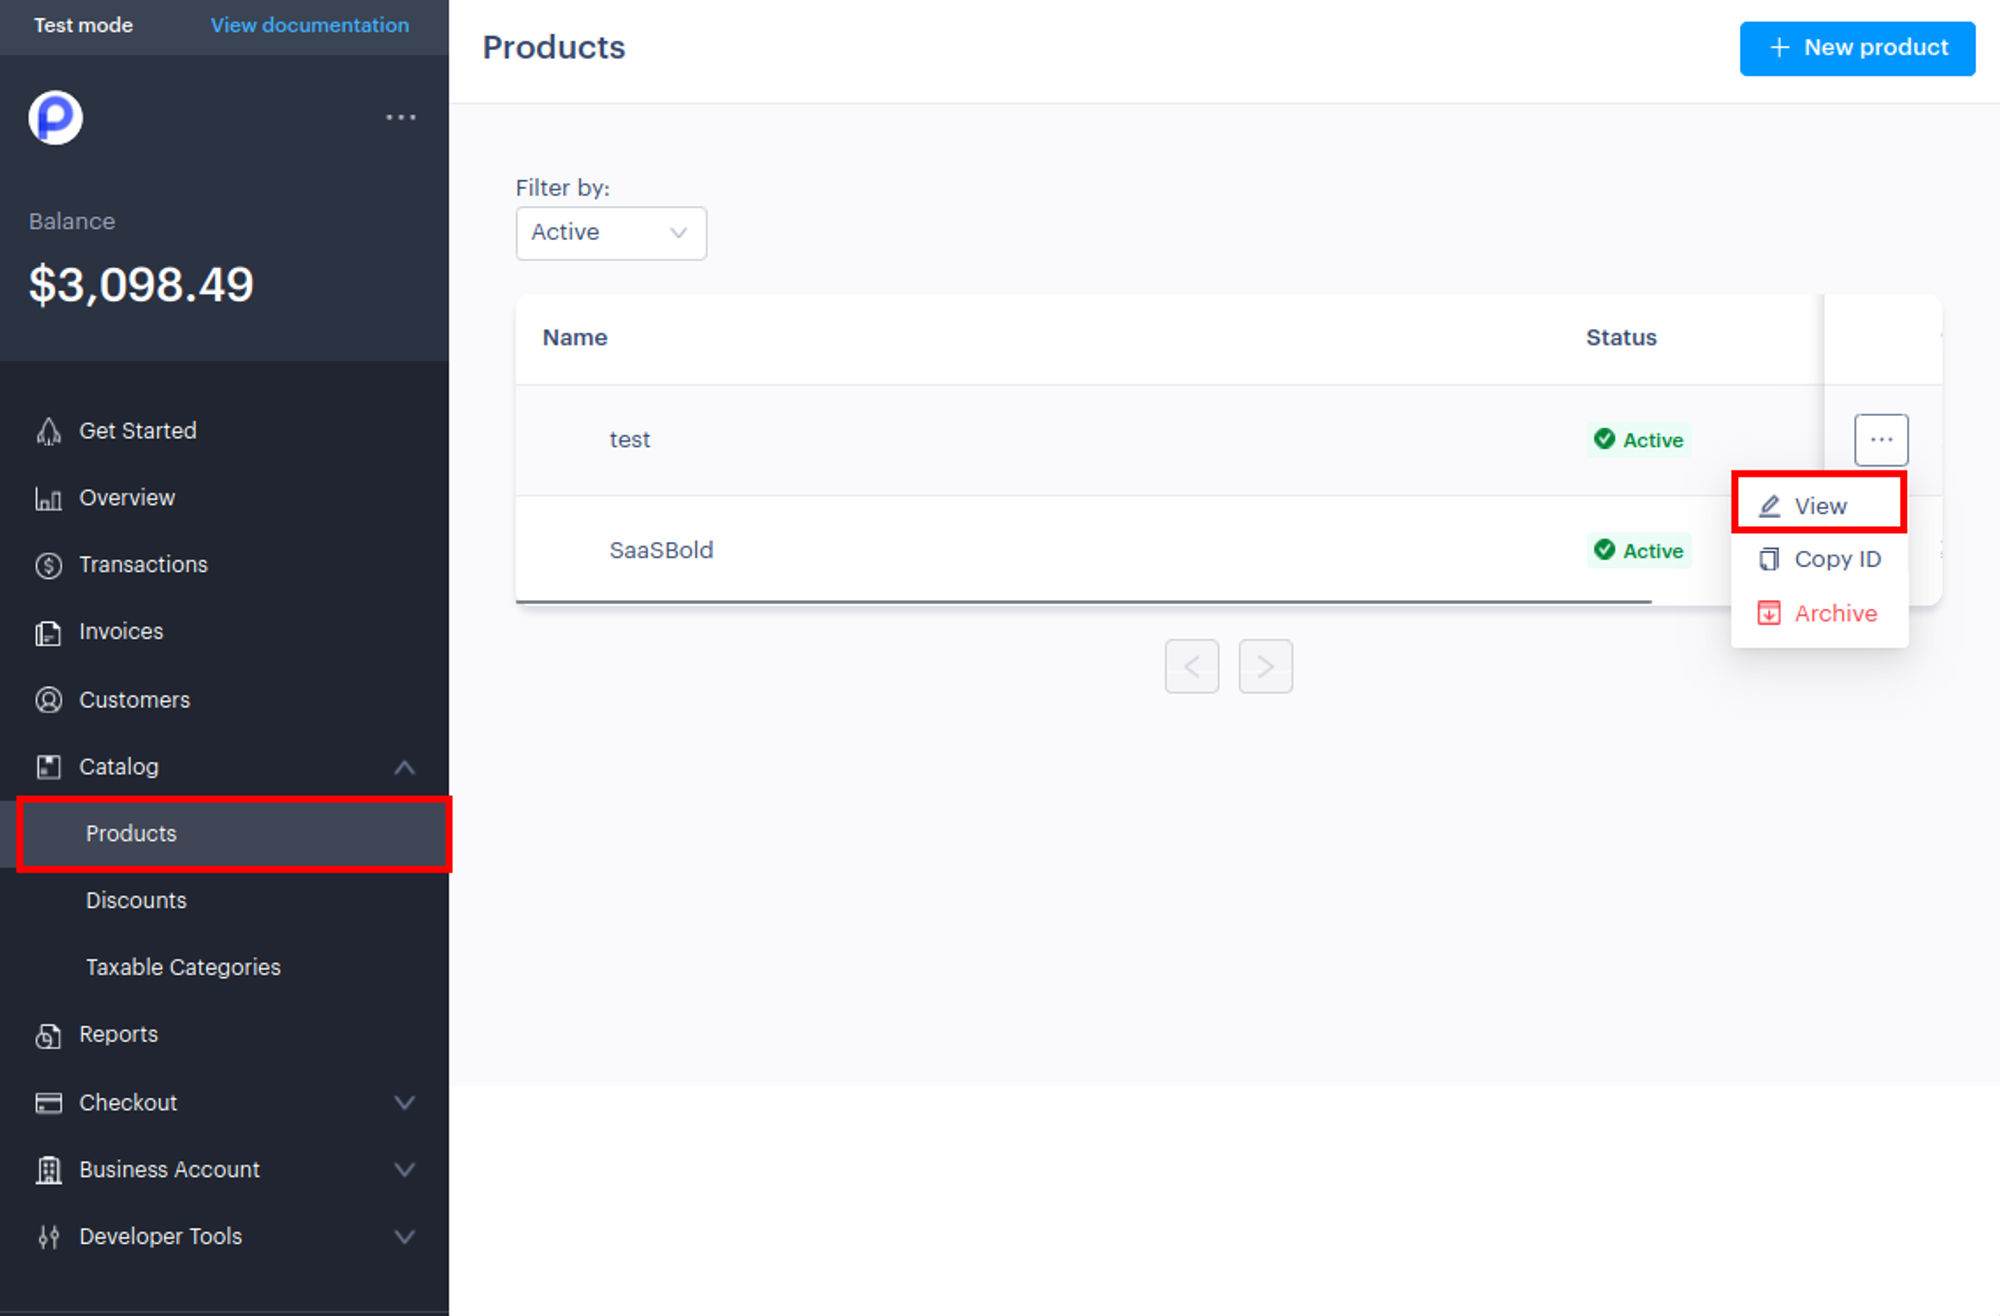 Test mode
View documentation
Balance
$3,098.49
Get Started
Overview
Transactions
Invoices
Customers
Catalog
Products
Discounts
Taxable Categories
Reports
Checkout
Business Account
Developer Tools
Products
+ New product
Filter by:
Active
Name
Status
test
Active
SaaSBold
Active
View
Copy ID
Archive